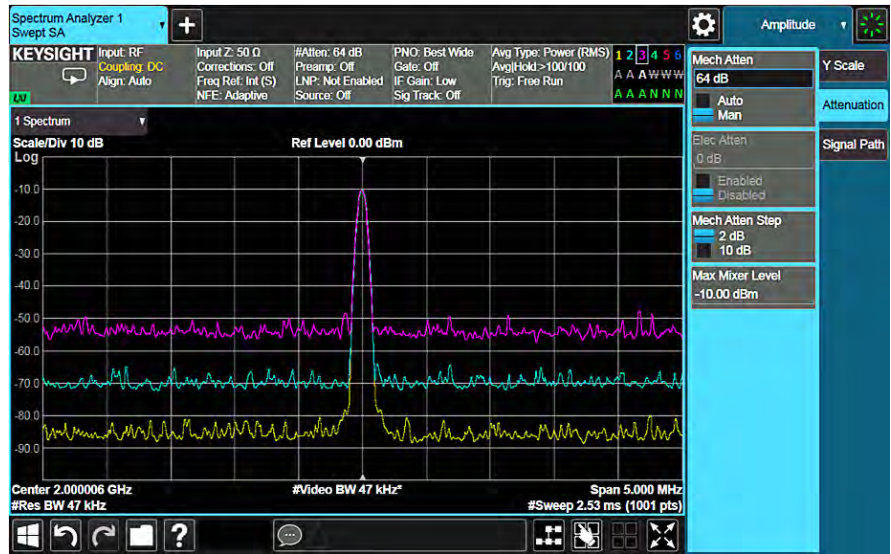 Spectrum Analyzer 1
Swept SA
+
Amplitude
KEYSIGHT
Input: RF
Coupling: DC
Align: Auto
Input Z: 50 Ω
Corrections: Off
Freq Ref: Int (S)
NFE: Adaptive
#Atten: 64 dB
Preamp: Off
LNP: Not Enabled
Source: Off
PNO: Best Wide
Gate: Off
IF Gain: Low
Sig Track: Off
Avg Type: Power (RMS)
Avg|Hold:>100/100
Trig: Free Run
1 2 3 4 5 6
A A A W W W
A A A N N N
LXI
1 Spectrum
Scale/Div 10 dB
Ref Level 0.00 dBm
Log
-10.0
-20.0
-30.0
-40.0
-50.0
-60.0
-70.0
-80.0
-90.0
Center 2.000006 GHz
#Video BW 47 kHz*
Span 5.000 MHz
#Res BW 47 kHz
#Sweep 2.53 ms (1001 pts)
Mech Atten
64 dB
Auto
Man
Elec Atten
0 dB
Enabled
Disabled
Mech Atten Step
2 dB
10 dB
Max Mixer Level
-10.00 dBm
Y Scale
Attenuation
Signal Path
?